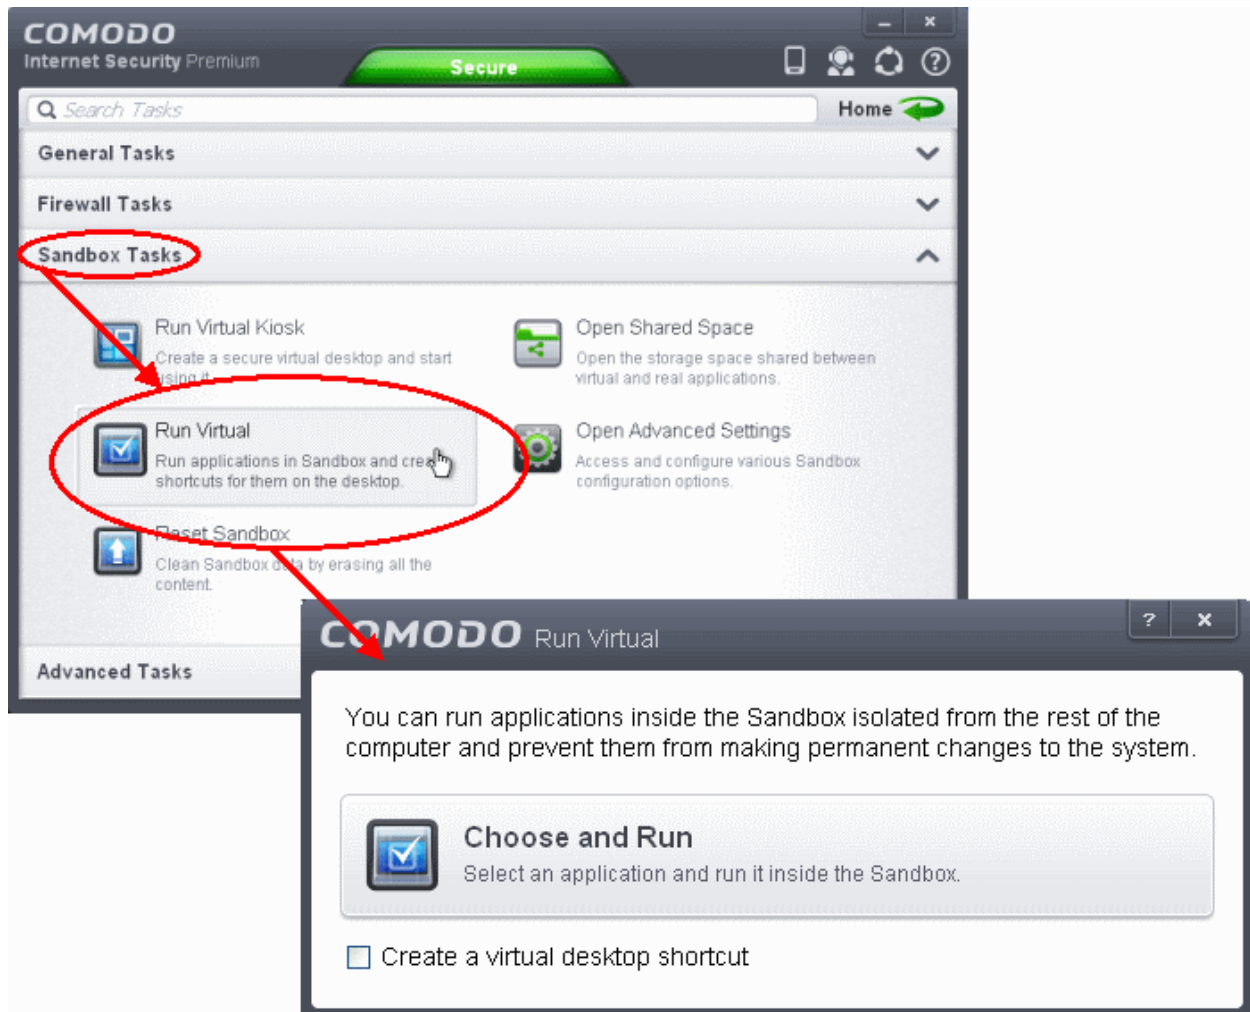 COMODO
Internet Security Premium
Secure
Search Tasks
Home
General Tasks
Firewall Tasks
Sandbox Tasks
Run Virtual Kiosk
Create a secure virtual desktop and start
using it.
Open Shared Space
Open the storage space shared between
virtual and real applications.
Run Virtual
Run applications in Sandbox and create
shortcuts for them on the desktop.
Open Advanced Settings
Access and configure various Sandbox
configuration options.
Reset Sandbox
Clean Sandbox data by erasing all the
content.
Advanced Tasks
COMODO Run Virtual
You can run applications inside the Sandbox isolated from the rest of the
computer and prevent them from making permanent changes to the system.
Choose and Run
Select an application and run it inside the Sandbox.
Create a virtual desktop shortcut